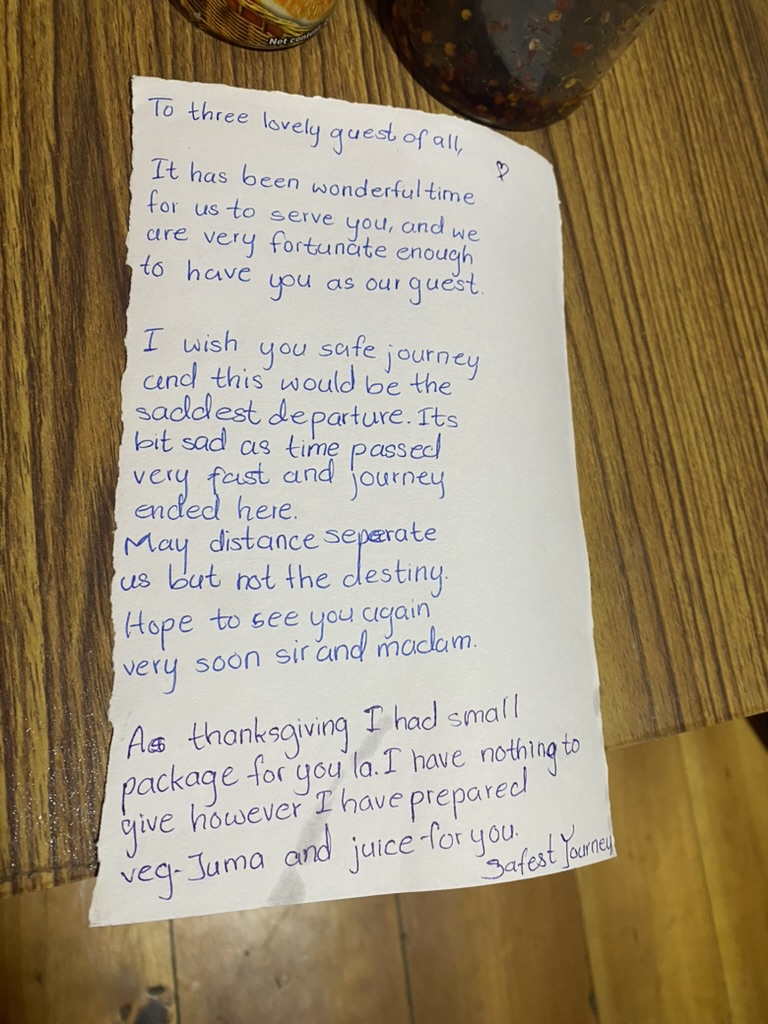 Net conte
To three lovely guest of all,
It has been wonderful time
for us to serve you, and we
are very fortunate enough
to have you as our guest.
I wish you safe journey
and this would be the
saddest departure. Its
bit sad as time passed
very fast and journey
ended here.
May distance seperate
us but not the destiny.
Hope to see you again
very soon sir and madam.
As thanksgiving I had small
package for you la. I have nothing to
give however I have prepared
veg-Juma and juice for you.
Safest Journey